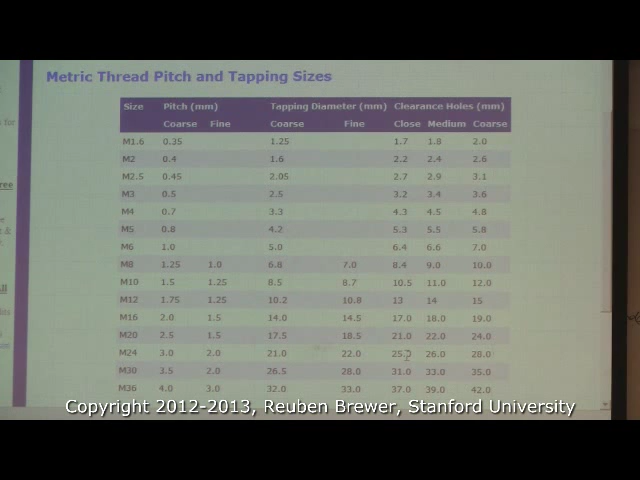 Metric Thread Pitch and Tapping Sizes
Size Pitch (mm) Tapping Diameter (mm) Clearance Holes (mm)
Coarse Fine Coarse Fine Close Medium Coarse
M1.6 0.35 1.25 1.7 1.8 2.0
M2 0.4 1.6 2.2 2.4 2.6
M2.5 0.45 2.05 2.7 2.9 3.1
M3 0.5 2.5 3.2 3.4 3.6
M4 0.7 3.3 4.3 4.5 4.8
M5 0.8 4.2 5.3 5.5 5.8
M6 1.0 5.0 6.4 6.6 7.0
M8 1.25 1.0 6.8 7.0 8.4 9.0 10.0
M10 1.5 1.25 8.5 8.7 10.5 11.0 12.0
M12 1.75 1.25 10.2 10.8 13 14 15
M16 2.0 1.5 14.0 14.5 17.0 18.0 19.0
M20 2.5 1.5 17.5 18.5 21.0 22.0 24.0
M24 3.0 2.0 21.0 22.0 25.0 26.0 28.0
M30 3.5 2.0 26.5 28.0 31.0 33.0 35.0
M36 4.0 3.0 32.0 33.0 37.0 39.0 42.0
Copyright 2012-2013, Reuben Brewer, Stanford University